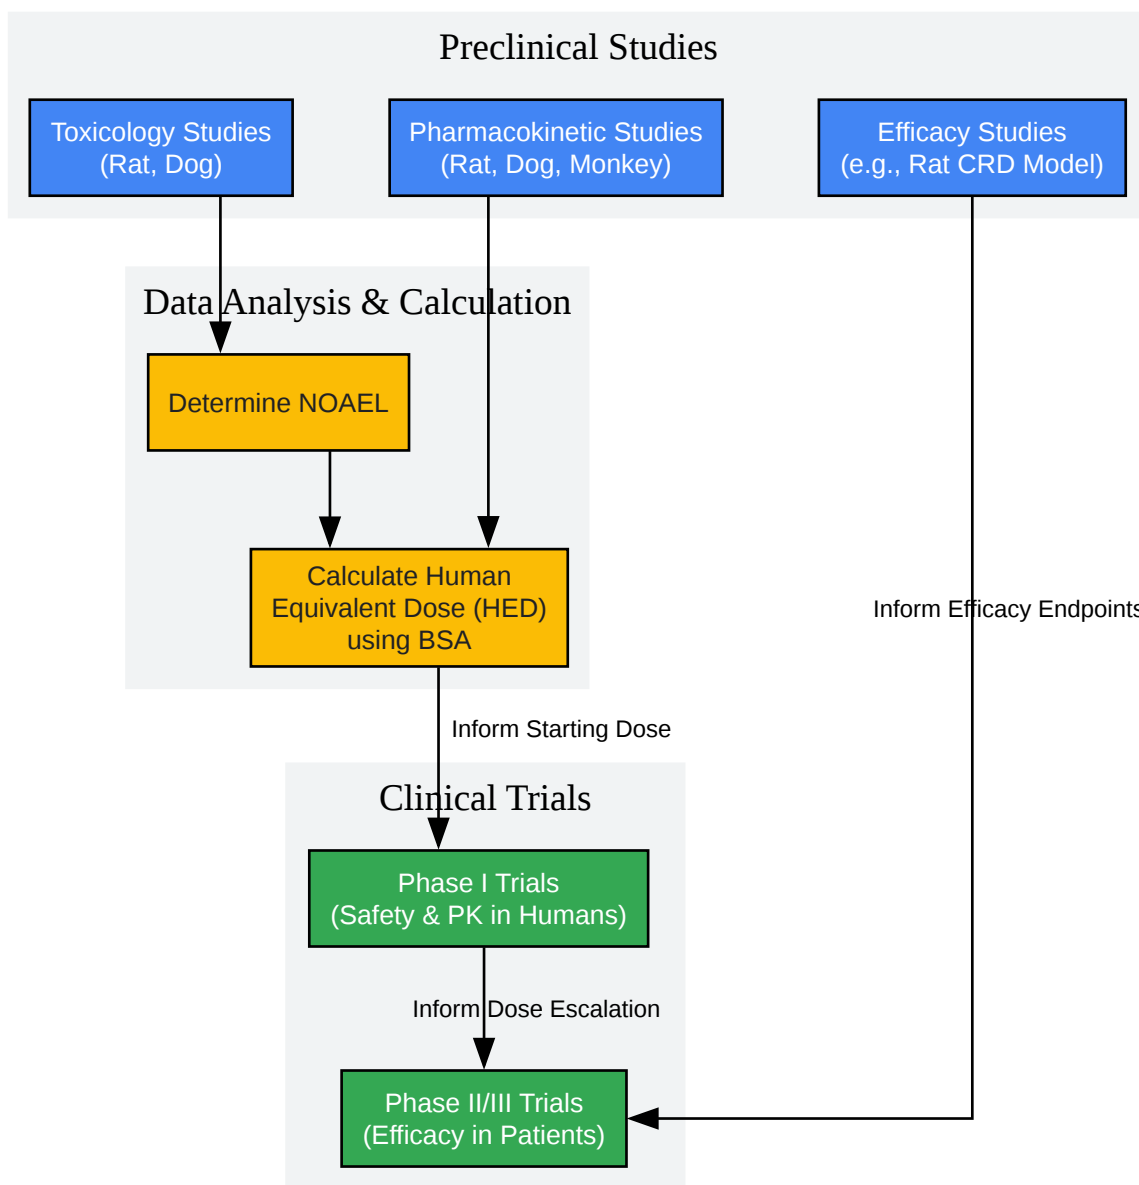 Preclinical Studies
Toxicology Studies
(Rat, Dog)
Pharmacokinetic Studies
(Rat, Dog, Monkey)
Efficacy Studies
(e.g., Rat CRD Model)
Data Analysis & Calculation
Determine NOAEL
Calculate Human
Equivalent Dose (HED)
using BSA
Inform Efficacy Endpoints
Inform Starting Dose
Clinical Trials
Phase I Trials
(Safety & PK in Humans)
Inform Dose Escalation
Phase II/III Trials
(Efficacy in Patients)